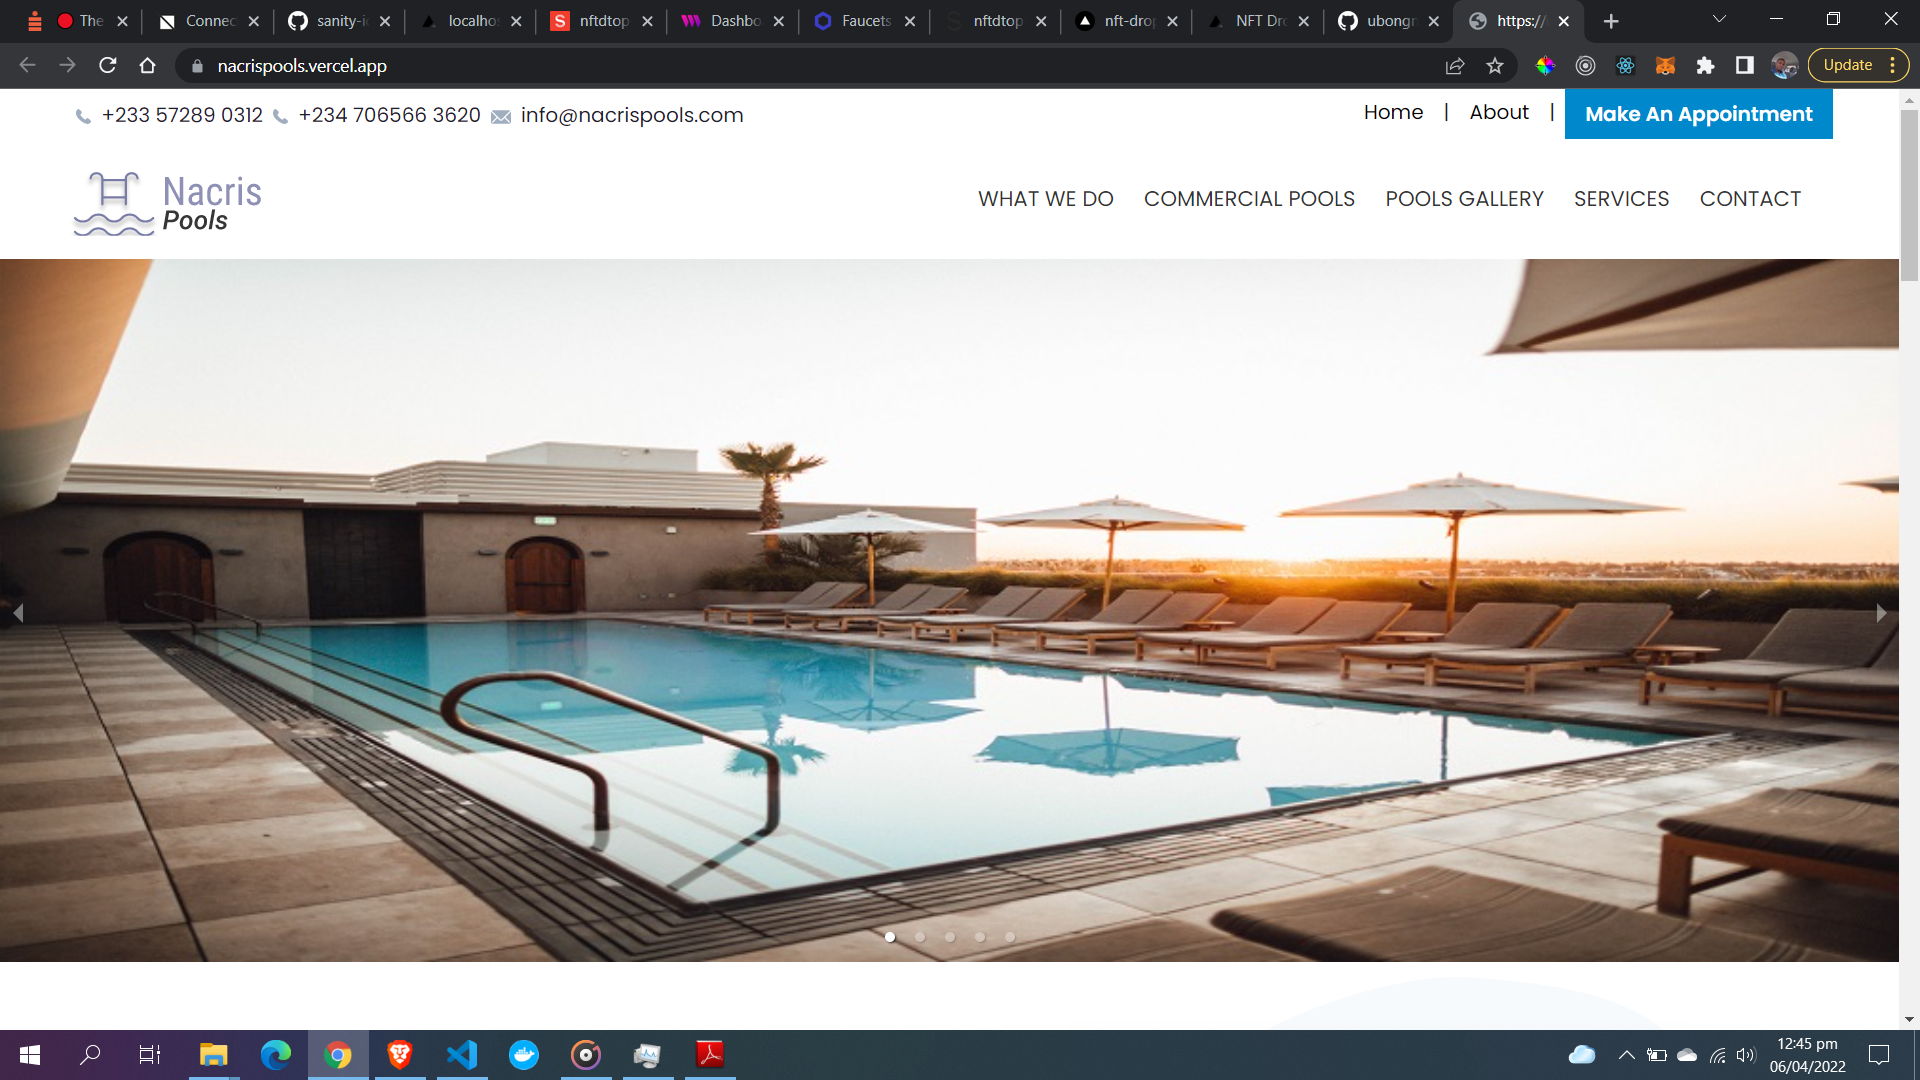 The
Connec
sanity-i
localho
nftdtop
Dashbo
Faucets
nftdtop
nft-dro
NFT Dr
ubong
https://
nacrispools.vercel.app
Update
+233 57289 0312 +234 706566 3620 info@nacrispools.com
Home | About | Make An Appointment
Nacris
Pools
WHAT WE DO COMMERCIAL POOLS POOLS GALLERY SERVICES CONTACT
12:45 pm
06/04/2022